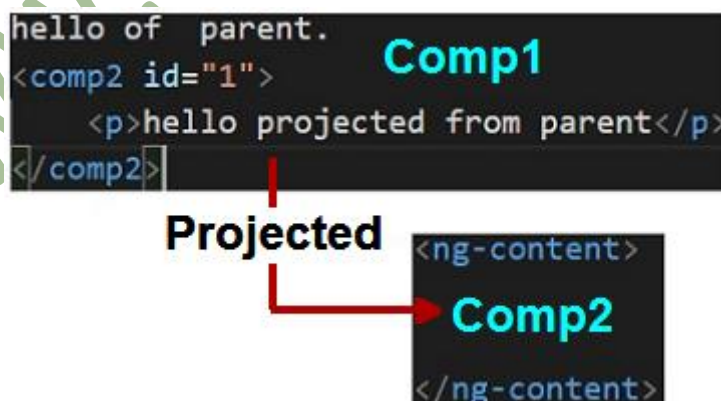 hello of  parent.
Comp1
<comp2 id="1">
    <p>hello projected from parent</p>
</comp2>
Projected
<ng-content>
Comp2
</ng-content>